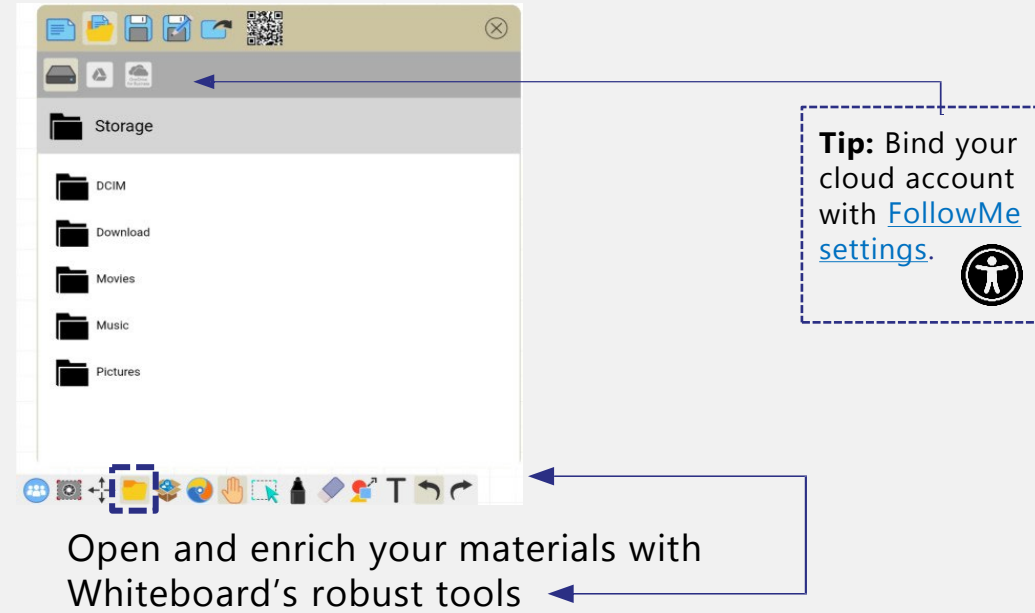 Storage
DCIM
Download
Movies
Music
Pictures
Tip: Bind your
cloud account
with FollowMe
settings.
T
Open and enrich your materials with
Whiteboard’s robust tools